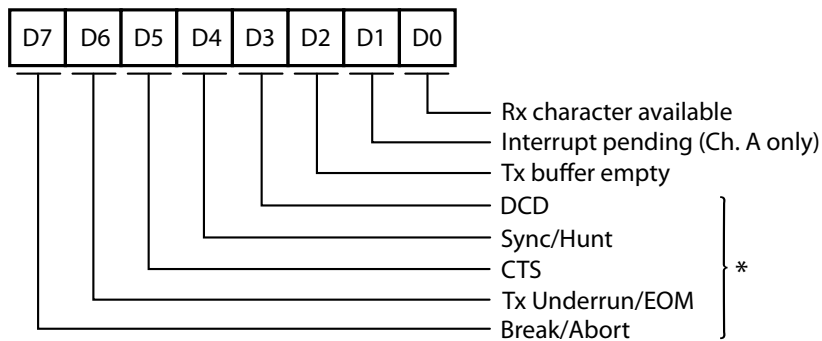 D7 D6 D5 D4 D3 D2 D1 D0
Rx character available
Interrupt pending (Ch. A only)
Tx buffer empty
DCD
Sync/Hunt
CTS
*
Tx Underrun/EOM
Break/Abort